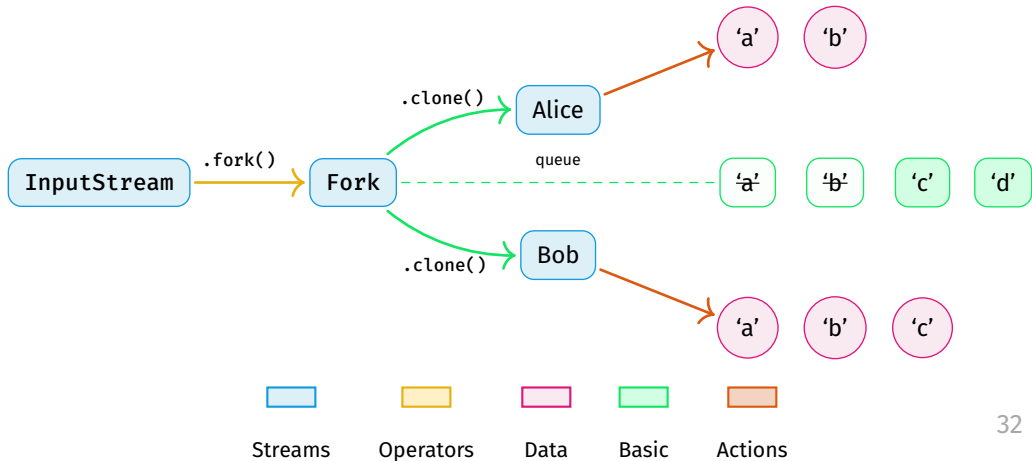 ‘a’ ‘b’
.clone()
Alice
.fork()
queue
InputStream
Fork
‘a’ ‘b’ ‘c’ ‘d’
Bob
.clone()
‘a’ ‘b’ ‘c’
Streams Operators Data Basic Actions
32